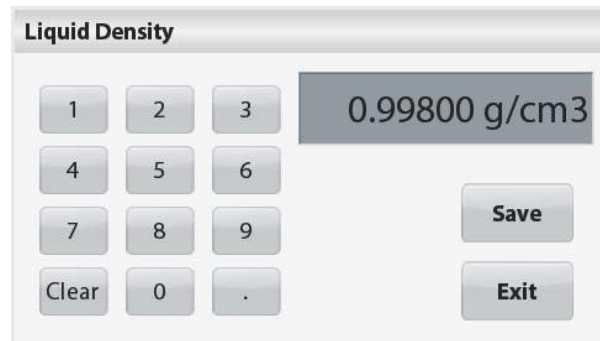 Liquid Density
1 2 3 0.99800 g/cm3
4 5 6
Save
7 8 9
Clear 0 . Exit